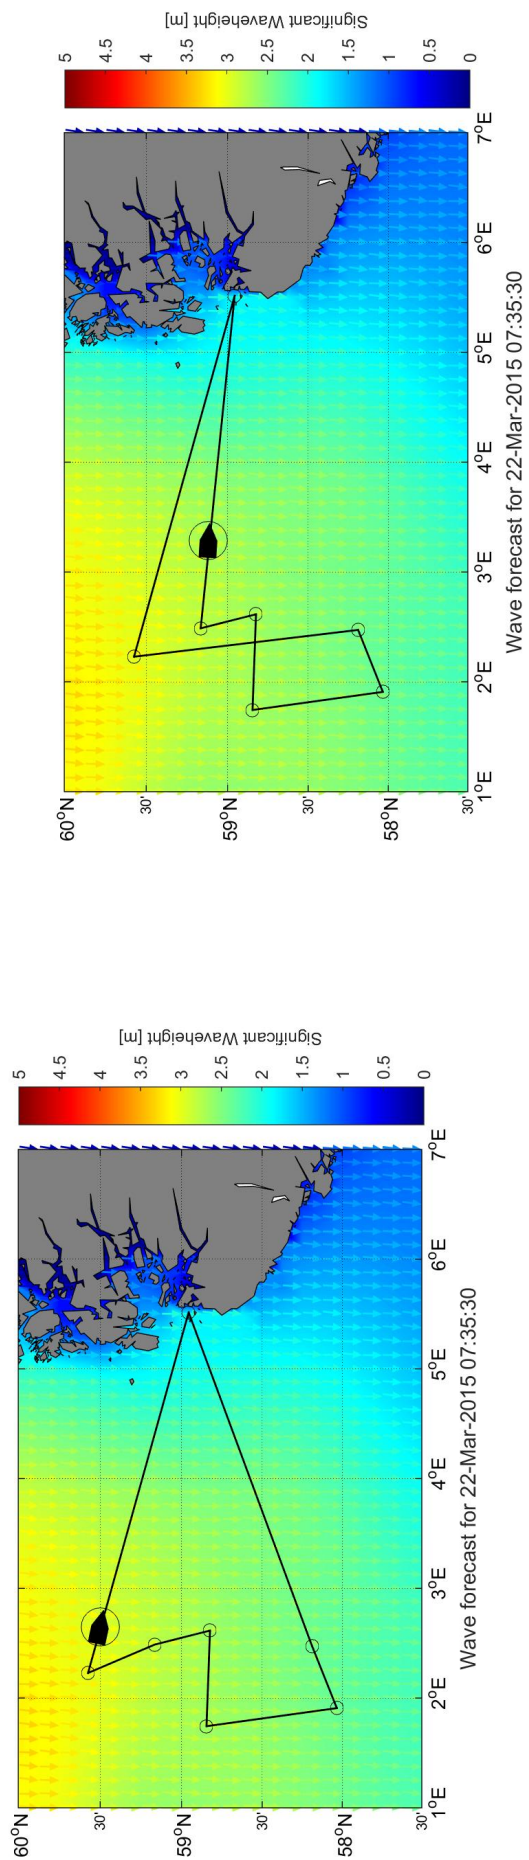 Significant Waveheight [m]
5
4.5
4
3.5
3
2.5
2
1.5
1
0.5
0
60°N
30'
59°N
30'
58°N
30'
1°E
2°E
3°E
4°E
5°E
6°E
7°E
Wave forecast for 22-Mar-2015 07:35:30
Significant Waveheight [m]
5
4.5
4
3.5
3
2.5
2
1.5
1
0.5
0
60°N
30'
59°N
30'
58°N
30'
1°E
2°E
3°E
4°E
5°E
6°E
7°E
Wave forecast for 22-Mar-2015 07:35:30